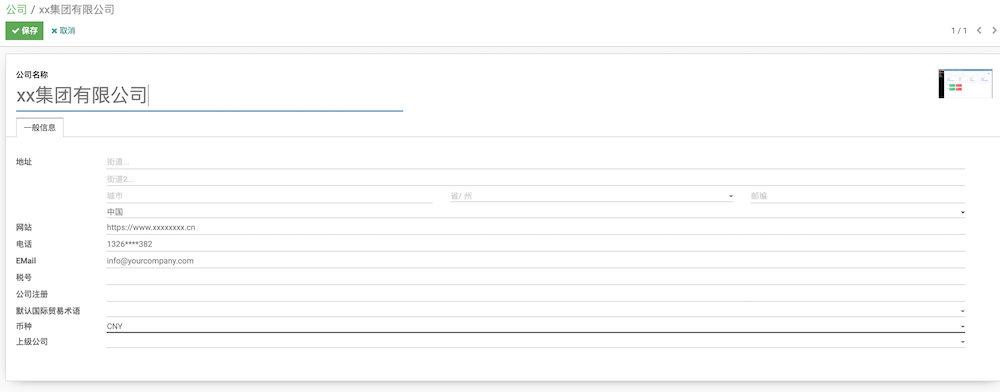 公司 / xx集团有限公司
保存 取消 1 / 1
公司名称
xx集团有限公司
一般信息
地址 街道...
街道2...
城市 省/ 州 邮编
中国
网站 https://www.xxxxxxxx.cn
电话 1326****382
EMail info@yourcompany.com
税号
公司注册
默认国际贸易术语
币种 CNY
上级公司